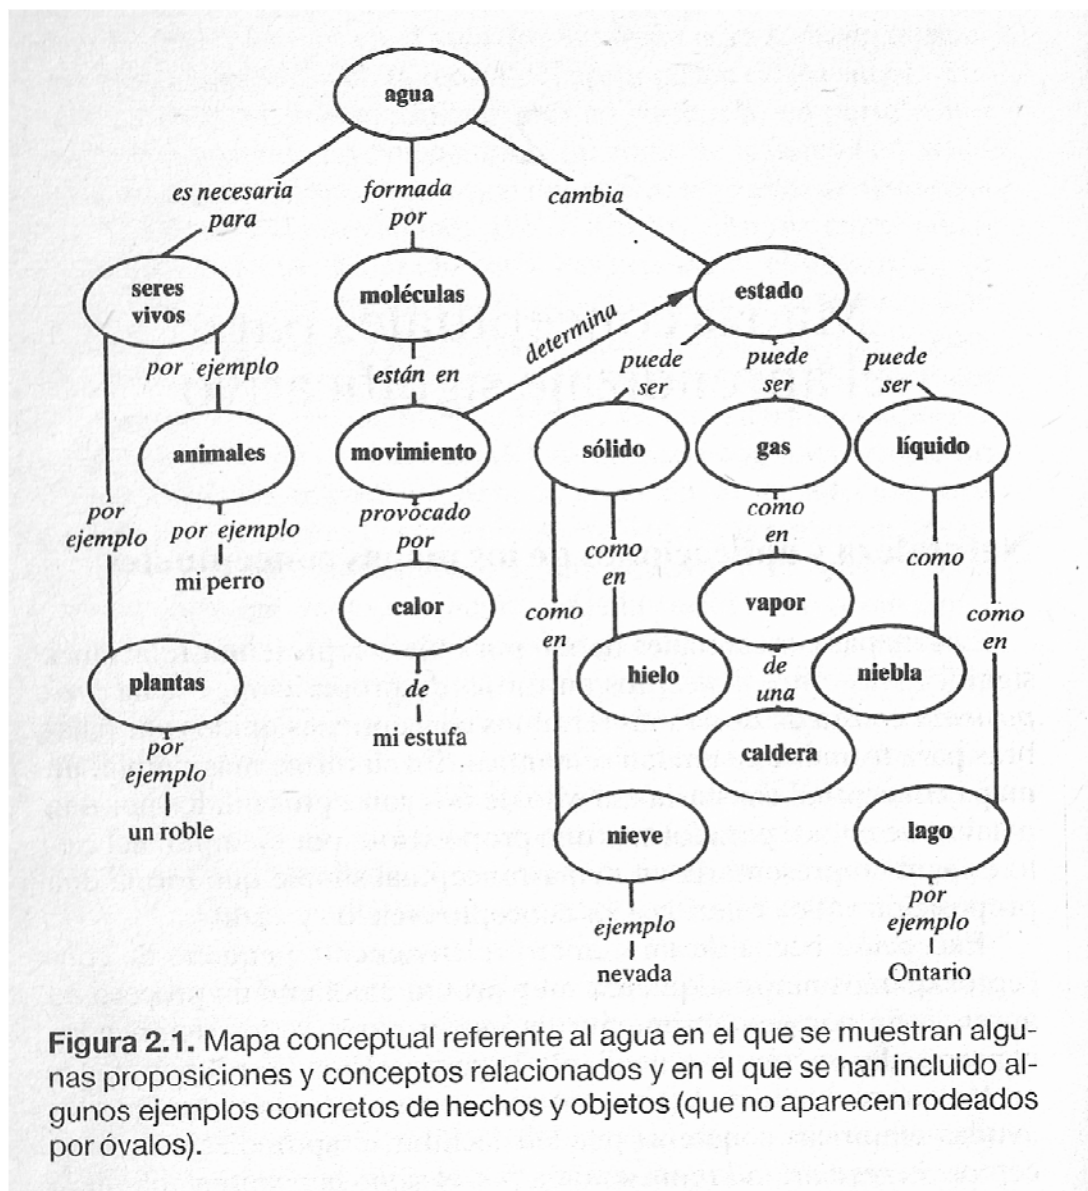 agua
es necesaria
para
formada
por
cambia
seres
vivos
moléculas
estado
determina
por ejemplo
están en
puede
ser
puede
ser
puede
ser
animales
movimiento
sólido
gas
líquido
por
ejemplo
por ejemplo
mi perro
provocado
por
como
en
como
en
como
calor
vapor
como
en
como
en
plantas
de
mi estufa
hielo
de
una
niebla
caldera
por
ejemplo
un roble
nieve
lago
por
ejemplo
nevada
por
ejemplo
Ontario
Figura 2.1. Mapa conceptual referente al agua en el que se muestran algu-
nas proposiciones y conceptos relacionados y en el que se han incluido al-
gunos ejemplos concretos de hechos y objetos (que no aparecen rodeados
por óvalos).